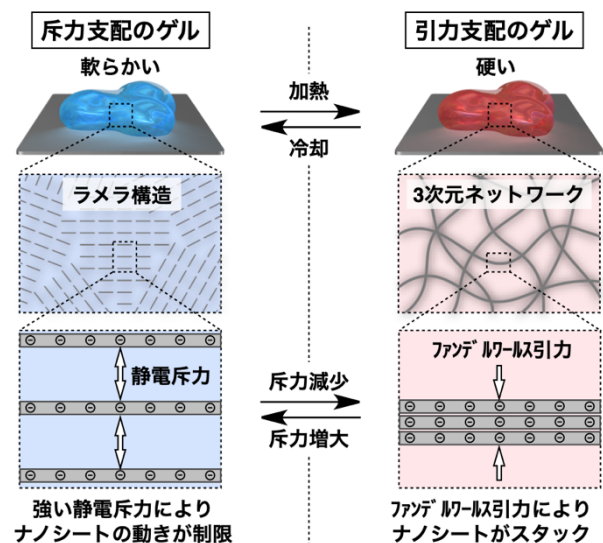 斥力支配のゲル
軟らかい
ラメラ構造
静電斥力
強い静電斥力により
ナノシートの動きが制限
加熱
冷却
斥力減少
斥力増大
引力支配のゲル
硬い
3次元ネットワーク
ﾌｧﾝﾃﾞﾙﾜｰﾙｽ引力
ﾌｧﾝﾃﾞﾙﾜｰﾙｽ引力により
ナノシートがスタック